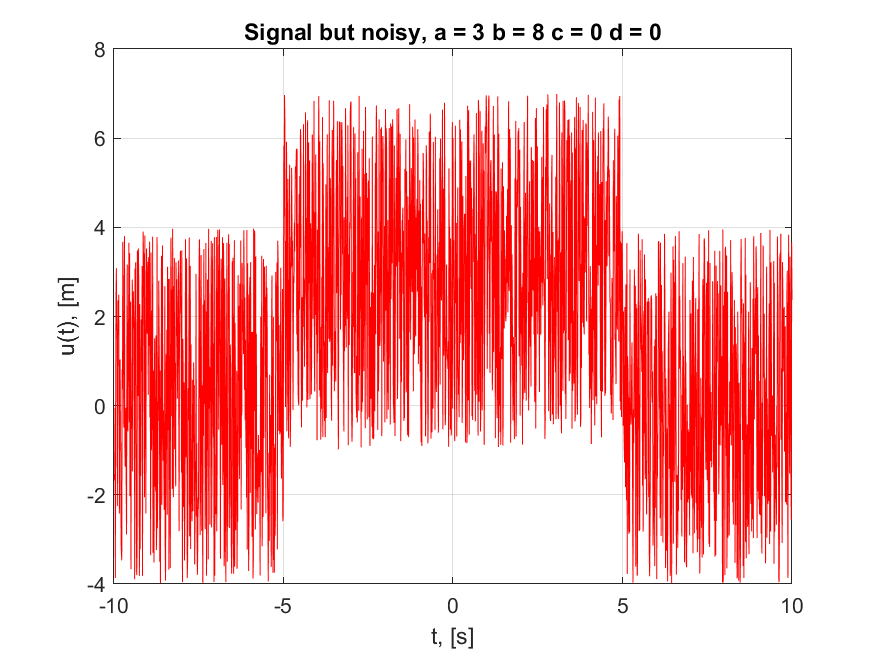 Signal but noisy, a = 3 b = 8 c = 0 d = 0
8
6
4
2
0
-2
-4
u(t), [m]
-10 -5 0 5 10
t, [s]